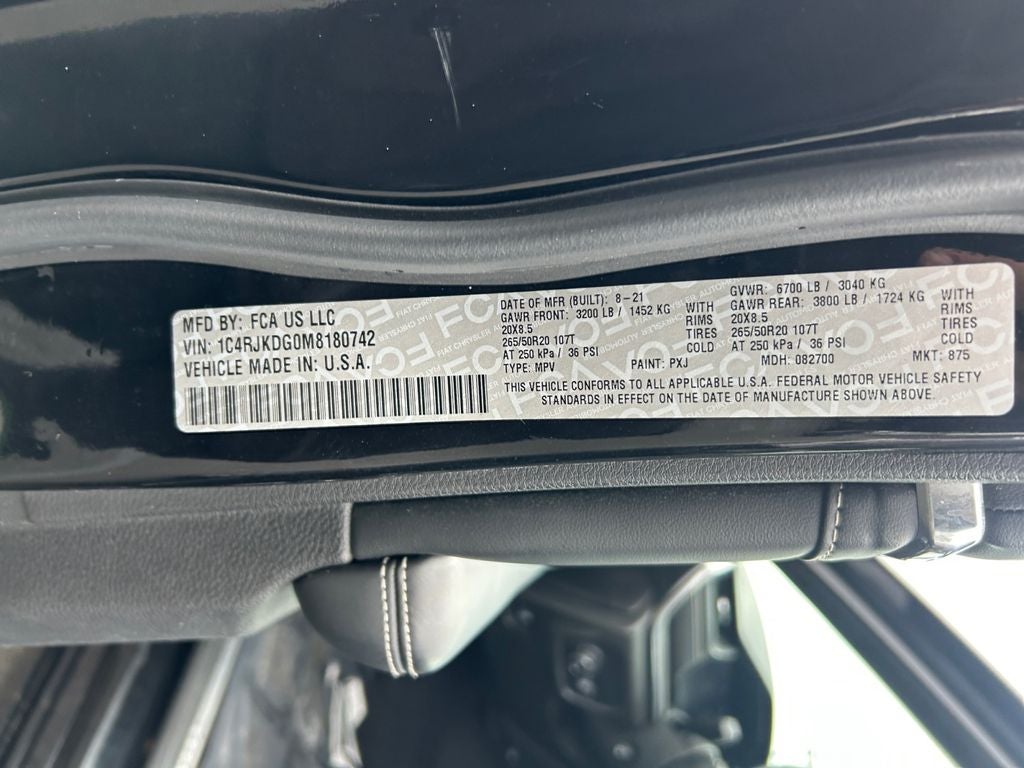 MFD BY: FCA US LLC
VIN: 1C4RJKDG0M8180742
VEHICLE MADE IN: U.S.A.
DATE OF MFR (BUILT): 8-21 GVWR: 6700 LB / 3040 KG
GAWR FRONT: 3200 LB / 1452 KG WITH GAWR REAR: 3800 LB / 1724 KG WITH
20X8.5 RIMS 20X8.5 RIMS
265/50R20 107T TIRES 265/50R20 107T TIRES
AT 250 kPa / 36 PSI COLD AT 250 kPa / 36 PSI COLD
TYPE: MPV PAINT: PXJ MDH: 082700 MKT: 875
THIS VEHICLE CONFORMS TO ALL APPLICABLE U.S.A. FEDERAL MOTOR VEHICLE SAFETY
STANDARDS IN EFFECT ON THE DATE OF MANUFACTURE SHOWN ABOVE.